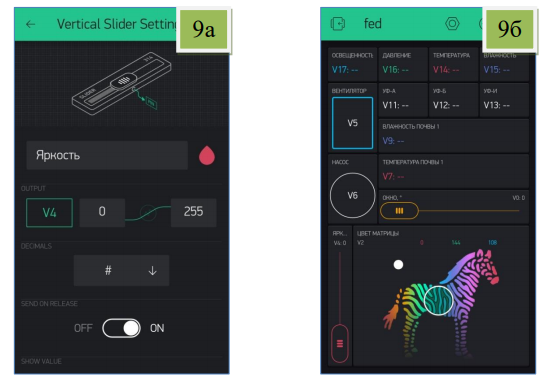 Vertical Slider Settin
9а
SLIDER
Яркость
OUTPUT
V4
0
255
DECIMALS
#
SEND ON RELEASE
OFF
ON
SHOW VALUE
fed
9б
ОСВЕЩЕННОСТЬ
ДАВЛЕНИЕ
ТЕМПЕРАТУРА
ВЛАЖНОСТЬ
V17: --
V16: --
V14: --
V15: --
ВЕНТИЛЯТОР
УФ-А
УФ-Б
УФ-И
V5
V11: --
V12: --
V13: --
ВЛАЖНОСТЬ ПОЧВЫ 1
V9: --
НАСОС
ТЕМПЕРАТУРА ПОЧВЫ 1
V6
V7: --
ОКНО, °
V0: 0
ЯРК...
ЦВЕТ МАТРИЦЫ
V4: 0
V2
0
144
108